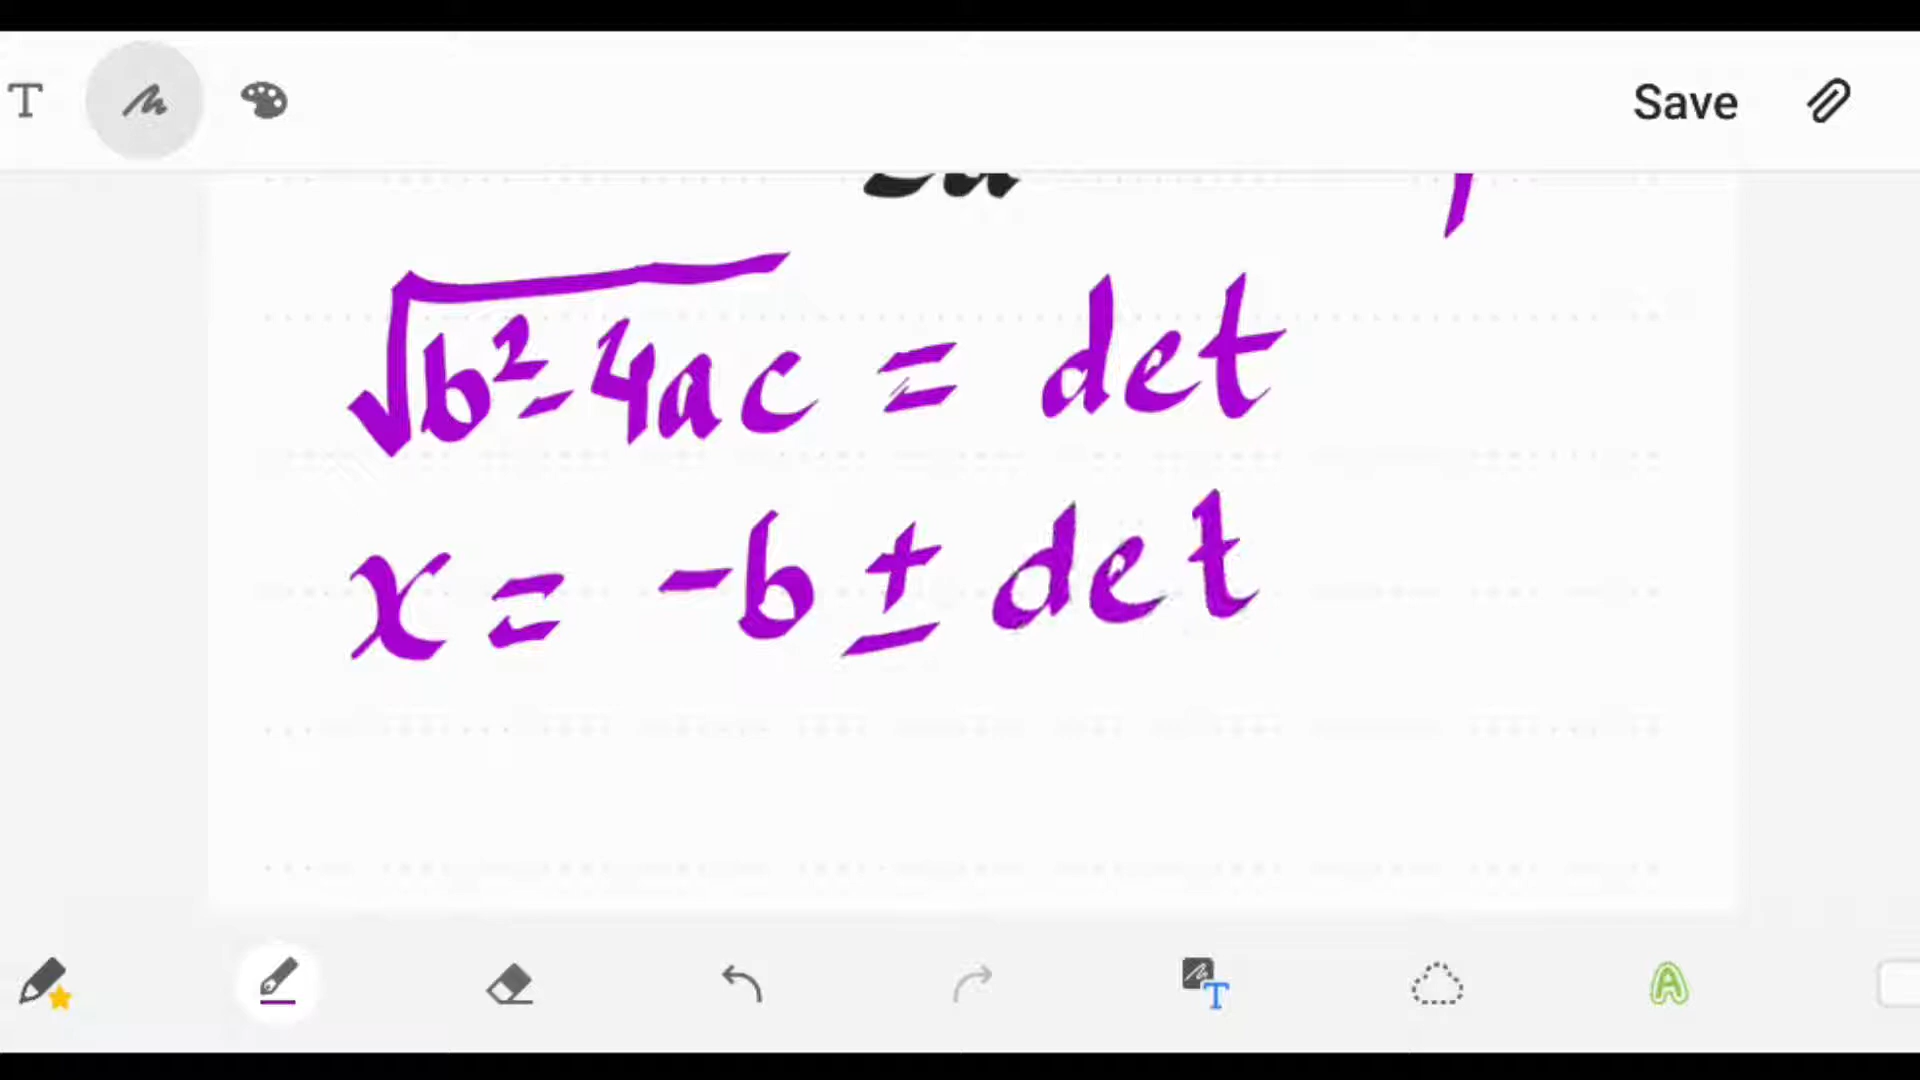 T Save
√b²-4ac = det
x = -b ± det
T A